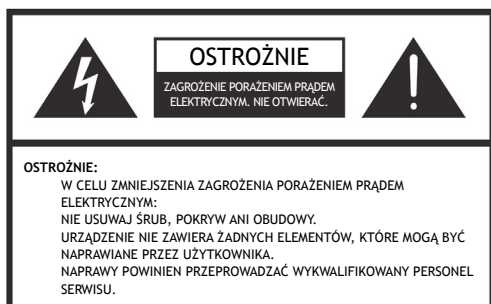 OSTROŻNIE
ZAGROŻENIE PORAŻENIEM PRĄDEM
ELEKTRYCZNYM. NIE OTWIERAĆ.
OSTROŻNIE:
W CELU ZMNIEJSZENIA ZAGROŻENIA PORAŻENIEM PRĄDEM
ELEKTRYCZNYM:
NIE USUWAJ ŚRUB, POKRYW ANI OBUDOWY.
URZĄDZENIE NIE ZAWIERA ŻADNYCH ELEMENTÓW, KTÓRE MOGĄ BYĆ
NAPRAWIANE PRZEZ UŻYTKOWNIKA.
NAPRAWY POWINIEN PRZEPROWADZAĆ WYKWALIFIKOWANY PERSONEL
SERWISU.